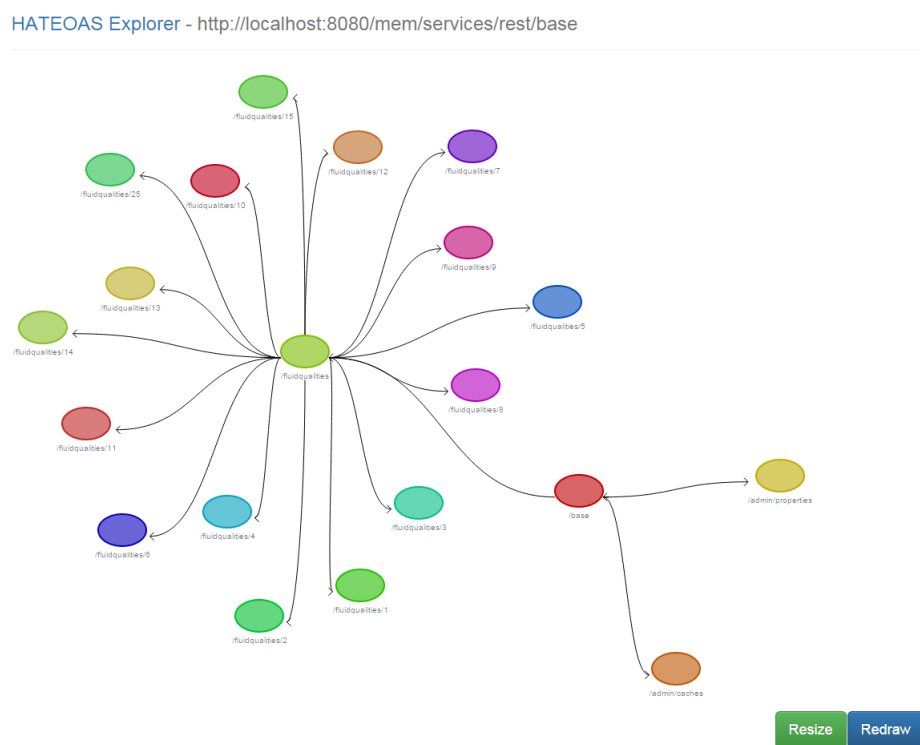 HATEOAS Explorer - http://localhost:8080/mem/services/rest/base
/fluidqualities/15
/fluidqualities/12
/fluidqualities/7
/fluidqualities/25
/fluidqualities/10
/fluidqualities/9
/fluidqualities/13
/fluidqualities/5
/fluidqualities/14
/fluidqualities
/fluidqualities/8
/fluidqualities/11
/admin/properties
/base
/fluidqualities/3
/fluidqualities/4
/fluidqualities/6
/fluidqualities/1
/fluidqualities/2
/admin/caches
Resize
Redraw